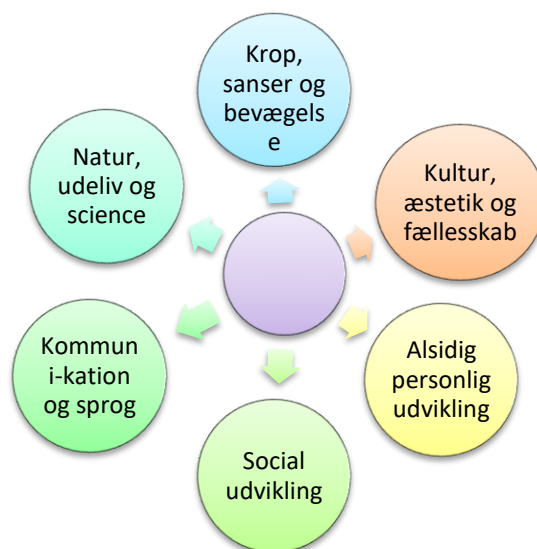 Krop,
sanser og
bevægels
e
Kultur,
æstetik og
fællesskab
Alsidig
personlig
udvikling
Social
udvikling
Kommun
i-kation
og sprog
Natur,
udeliv og
science